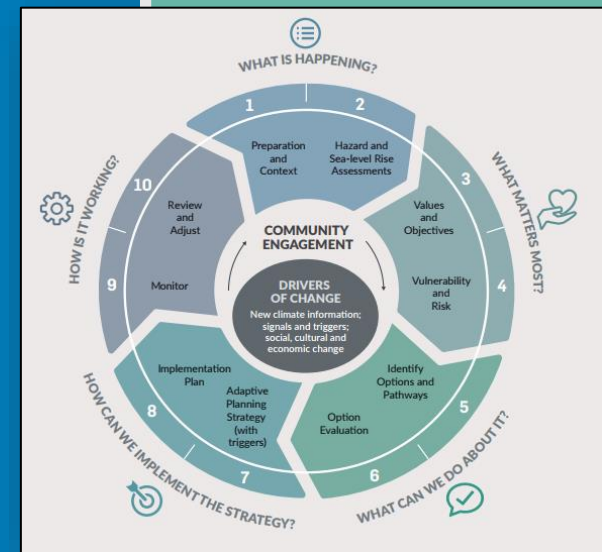 WHAT IS HAPPENING?
1
2
Preparation
and
Context
Hazard and
Sea-level Rise
Assessments
WHAT MATTERS MOST?
3
Values
and
Objectives
4
Vulnerability
and
Risk
WHAT CAN WE DO ABOUT IT?
5
Identify
Options and
Pathways
6
Option
Evaluation
HOW CAN WE IMPLEMENT THE STRATEGY?
7
Adaptive
Planning
Strategy
(with
triggers)
8
Implementation
Plan
HOW IS IT WORKING?
9
Monitor
10
Review
and
Adjust
COMMUNITY
ENGAGEMENT
DRIVERS
OF CHANGE
New climate information;
signals and triggers;
social, cultural and
economic change